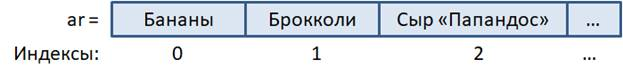 ar = Бананы Брокколи Сыр «Папандос» ...
Индексы: 0 1 2 ...